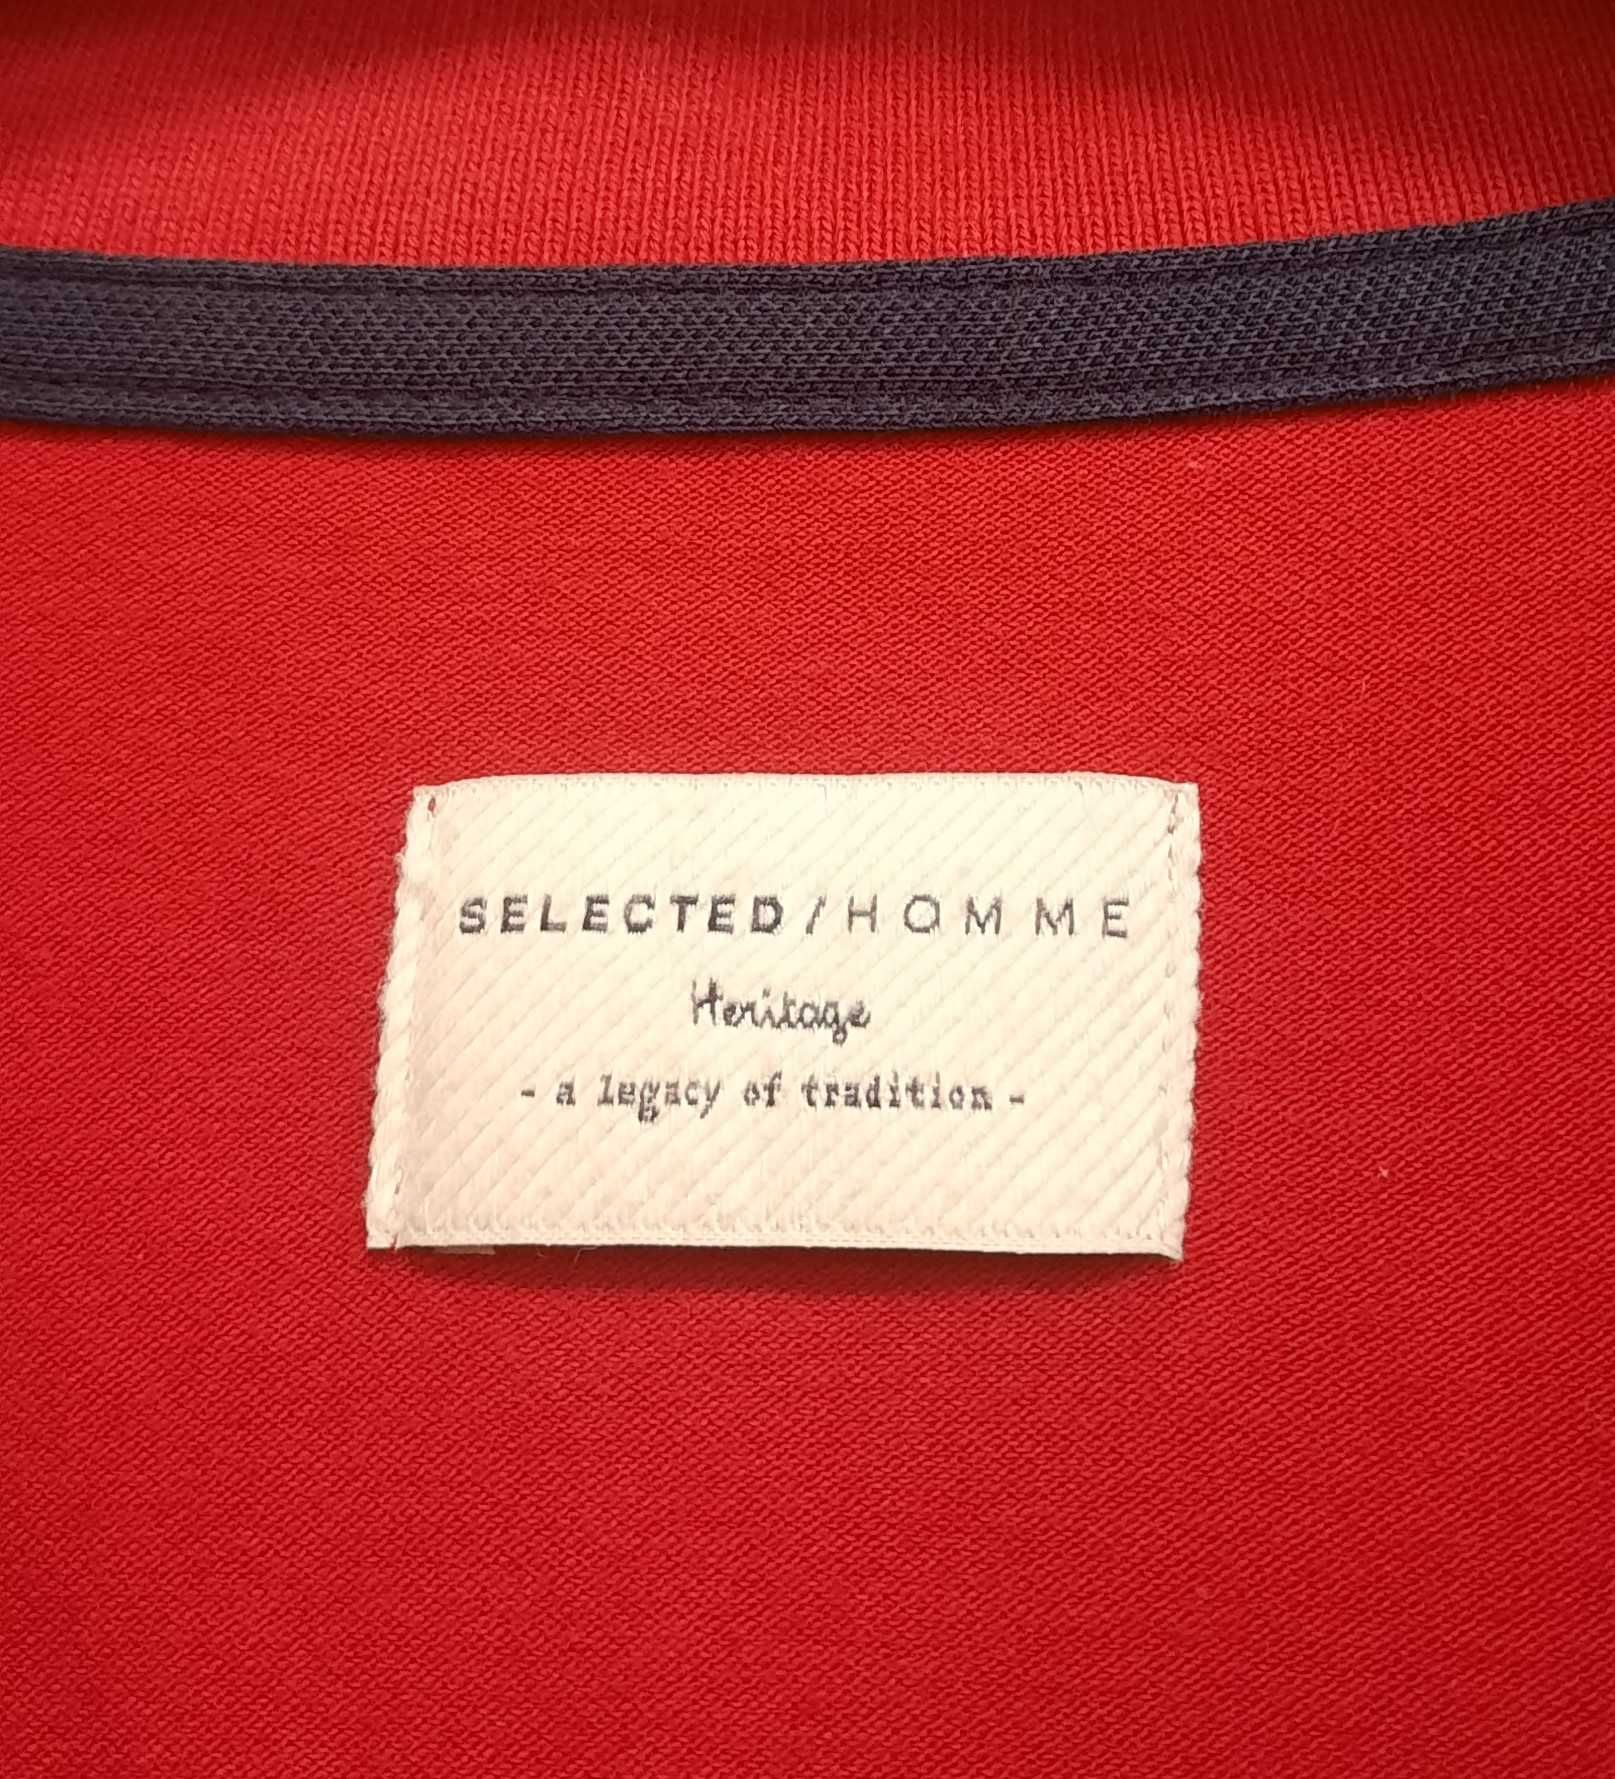 SELECTED/HOMME
Heritage
- a legacy of tradition -